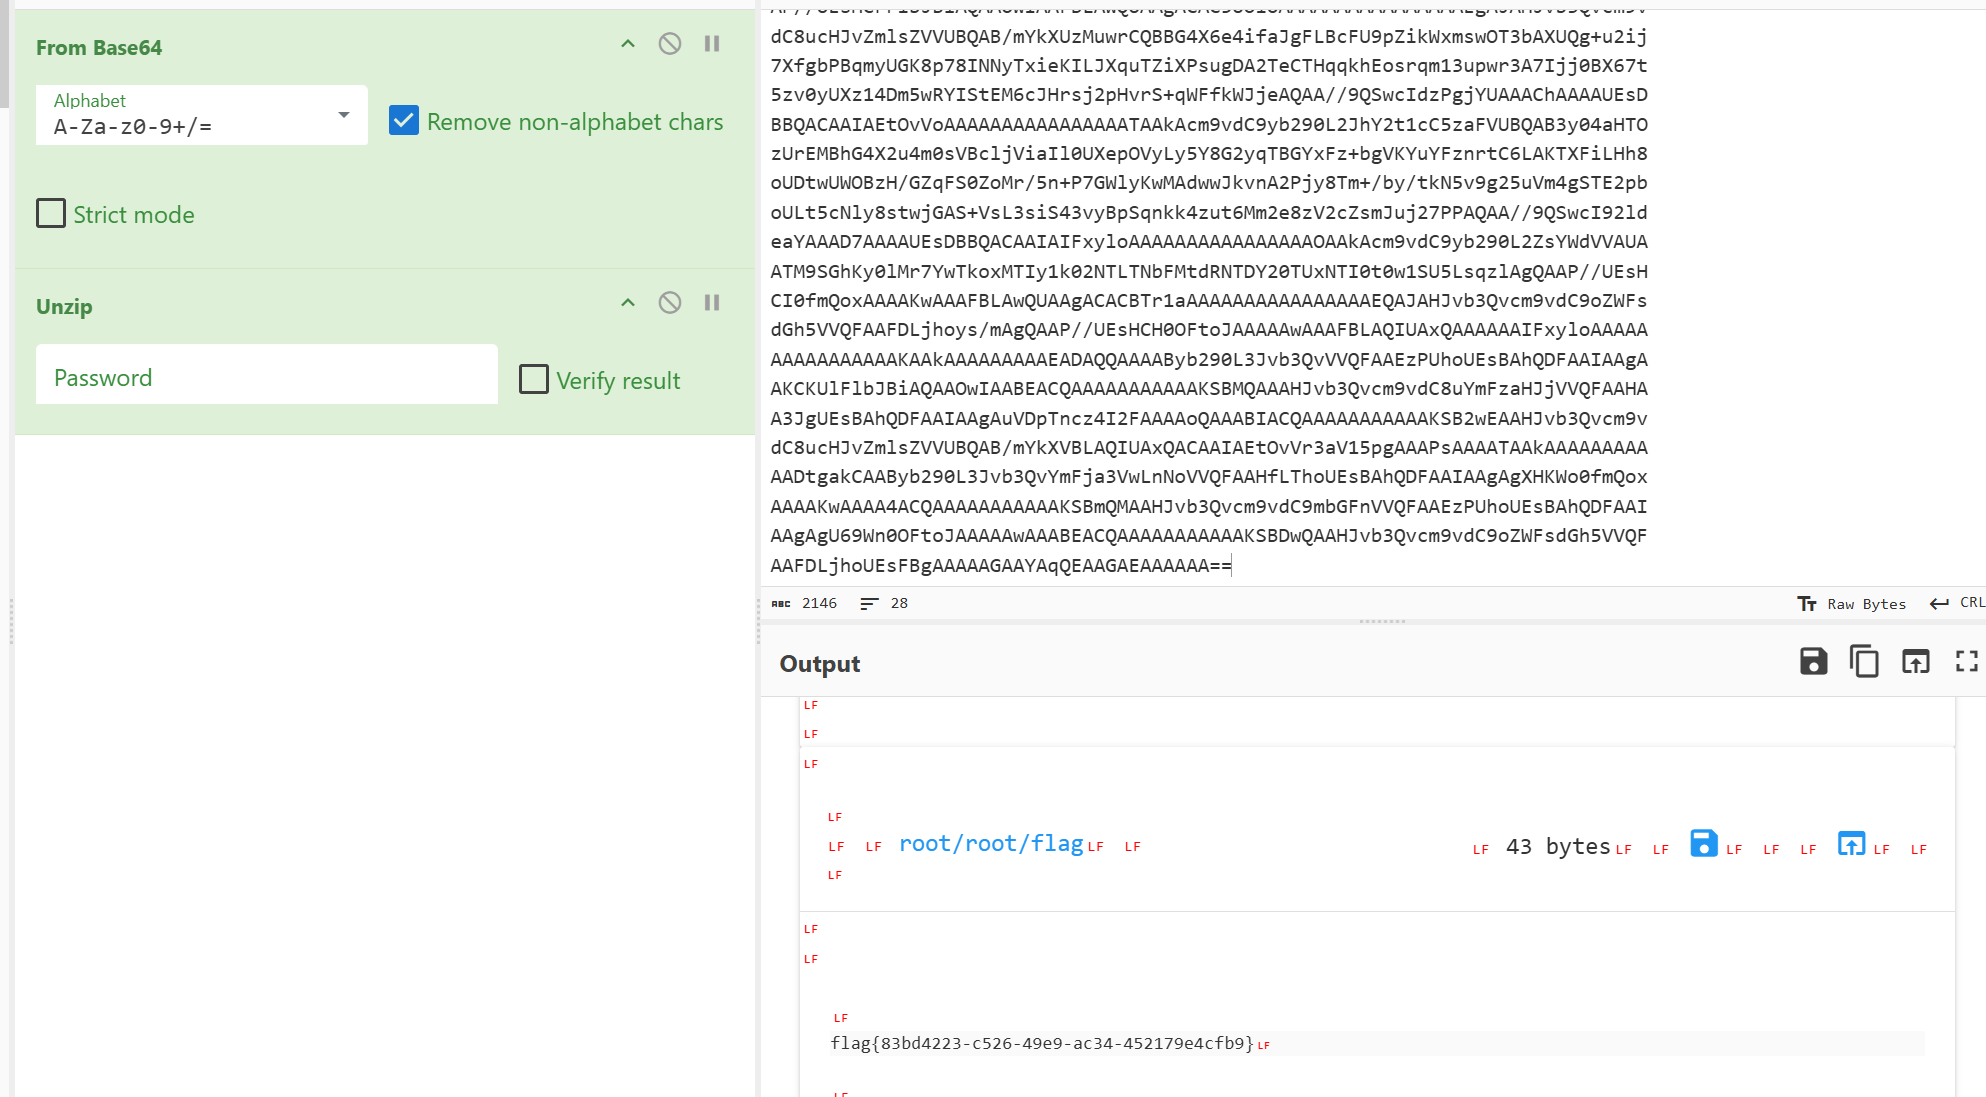 From Base64
Alphabet
A-Za-z0-9+/=
Remove non-alphabet chars
Strict mode
Unzip
Password
Verify result
dC8ucHJvZmlsZVVUBQAB/mYkXUzMuwrCQBBG4X6e4ifaJgFLBcFU9pZikWxmswOT3bAXUQg+u2ij
7XfgbPBqmyUGK8p78INNyTxieKILJXquTZiXPsugDA2TeCTHqqkhEosrqm13upwr3A7Ijj0BX67t
5zv0yUXz14Dm5wRYIStEM6cJHrsj2pHvrS+qWFfkWJjeAQAA//9QSwcIdzPgjYUAAAChAAAAUEsD
BBQACAAIAEtOvVoAAAAAAAAAAAAAAAATAAkAcm9vdC9yb290L2JhY2t1cC5zaFVUBQAB3y04aHTO
zUrEMBhG4X2u4m0sVBcljViaIl0UXepOVyLy5Y8G2yqTBGYxFz+bgVKYuYFznrtC6LAKTXFiLHh8
oUDtwUWOBzH/GZqFS0ZoMr/5n+P7GWlyKwMAdwwJkvnA2Pjy8Tm+/by/tkN5v9g25uVm4gSTE2pb
oULt5cNly8stwjGAS+VsL3siS43vyBpSqnkk4zut6Mm2e8zV2cZsmJuj27PPAQAA//9QSwcI92ld
eaYAAAD7AAAAUEsDBBQACAAIAIFxyloAAAAAAAAAAAAAAAAOAAkAcm9vdC9yb290L2ZsYWdVVAUA
ATM9SGhKy0lMr7YwTkoxMTIy1k02NTLTNbFMtdRNTDY20TUxNTI0t0w1SU5LsqzlAgQAAP//UEsH
CI0fmQoxAAAAKwAAAFBLAwQUAAgACACBTr1aAAAAAAAAAAAAAAAAEQAJAHJvb3Qvcm9vdC9oZWFs
dGh5VVQFAAFDLjhoys/mAgQAAP//UEsHCH0OFtoJAAAAAwAAAFBLAQIUAxQAAAAAAIFxyloAAAAA
AAAAAAAAAAAKAAkAAAAAAAAAEADAQQAAAAByb290L3Jvb3QvVVQFAAEzPUhoUEsBAhQDFAAIAAgA
AKCKUlFlbJBiAQAAOwIAABEACQAAAAAAAAAAAKSBMQAAAHJvb3Qvcm9vdC8uYmFzaHJjVVQFAAHA
A3JgUEsBAhQDFAAIAAgAuVDpTncz4I2FAAAAoQAAABIACQAAAAAAAAAAAKSB2wEAAHJvb3Qvcm9v
dC8ucHJvZmlsZVVUBQAB/mYkXVBLAQIUAxQACAAIAEtOvVr3aV15pgAAAPsAAAATAAkAAAAAAAAA
AADtgakCAAByb290L3Jvb3QvYmFja3VwLnNoVVQFAAHfLThoUEsBAhQDFAAIAAgAgXHKWo0fmQox
AAAAKwAAAA4ACQAAAAAAAAAAAKSBmQMAAHJvb3Qvcm9vdC9mbGFnVVQFAAEzPUhoUEsBAhQDFAAI
AAgAgU69Wn0OFtoJAAAAAwAAABEACQAAAAAAAAAAAKSBDwQAAHJvb3Qvcm9vdC9oZWFsdGh5VVQF
AAFDLjhoUEsFBgAAAAAGAAYAqQEAAGAEAAAAAA==
ABC 2146 28 Raw Bytes CRL
Output
LF
LF
LF
LF
LF LF root/root/flag LF LF LF 43 bytes LF LF LF LF LF LF LF
LF
LF
LF
LF
flag{83bd4223-c526-49e9-ac34-452179e4cfb9} LF
LF